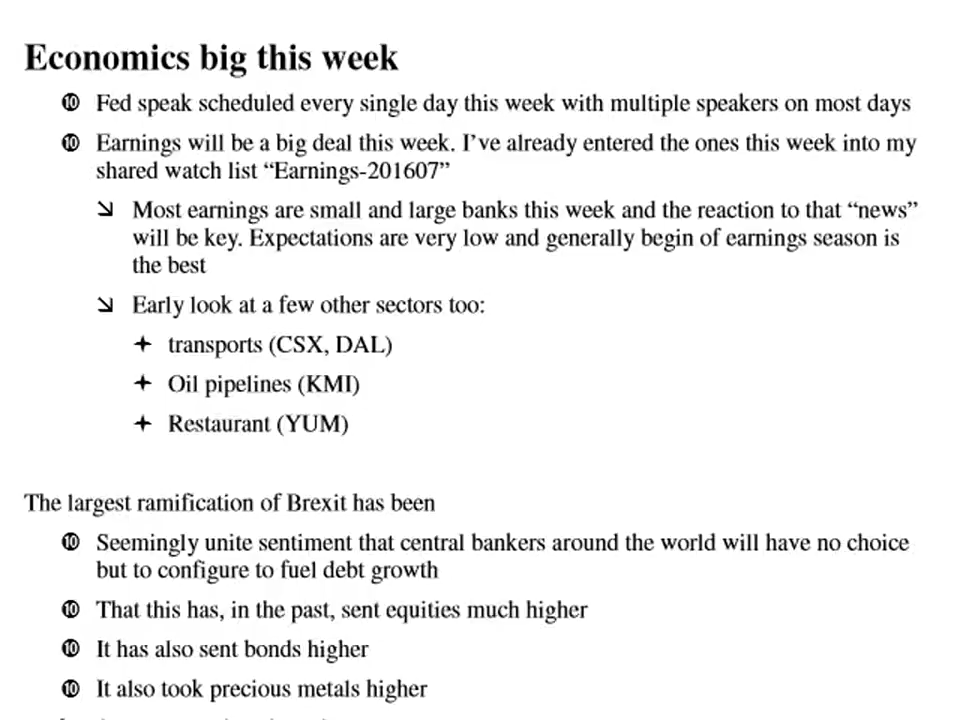 Economics big this week
❿ Fed speak scheduled every single day this week with multiple speakers on most days
❿ Earnings will be a big deal this week. I’ve already entered the ones this week into my
shared watch list “Earnings-201607”
➘ Most earnings are small and large banks this week and the reaction to that “news”
will be key. Expectations are very low and generally begin of earnings season is
the best
➘ Early look at a few other sectors too:
✦ transports (CSX, DAL)
✦ Oil pipelines (KMI)
✦ Restaurant (YUM)
The largest ramification of Brexit has been
❿ Seemingly unite sentiment that central bankers around the world will have no choice
but to configure to fuel debt growth
❿ That this has, in the past, sent equities much higher
❿ It has also sent bonds higher
❿ It also took precious metals higher